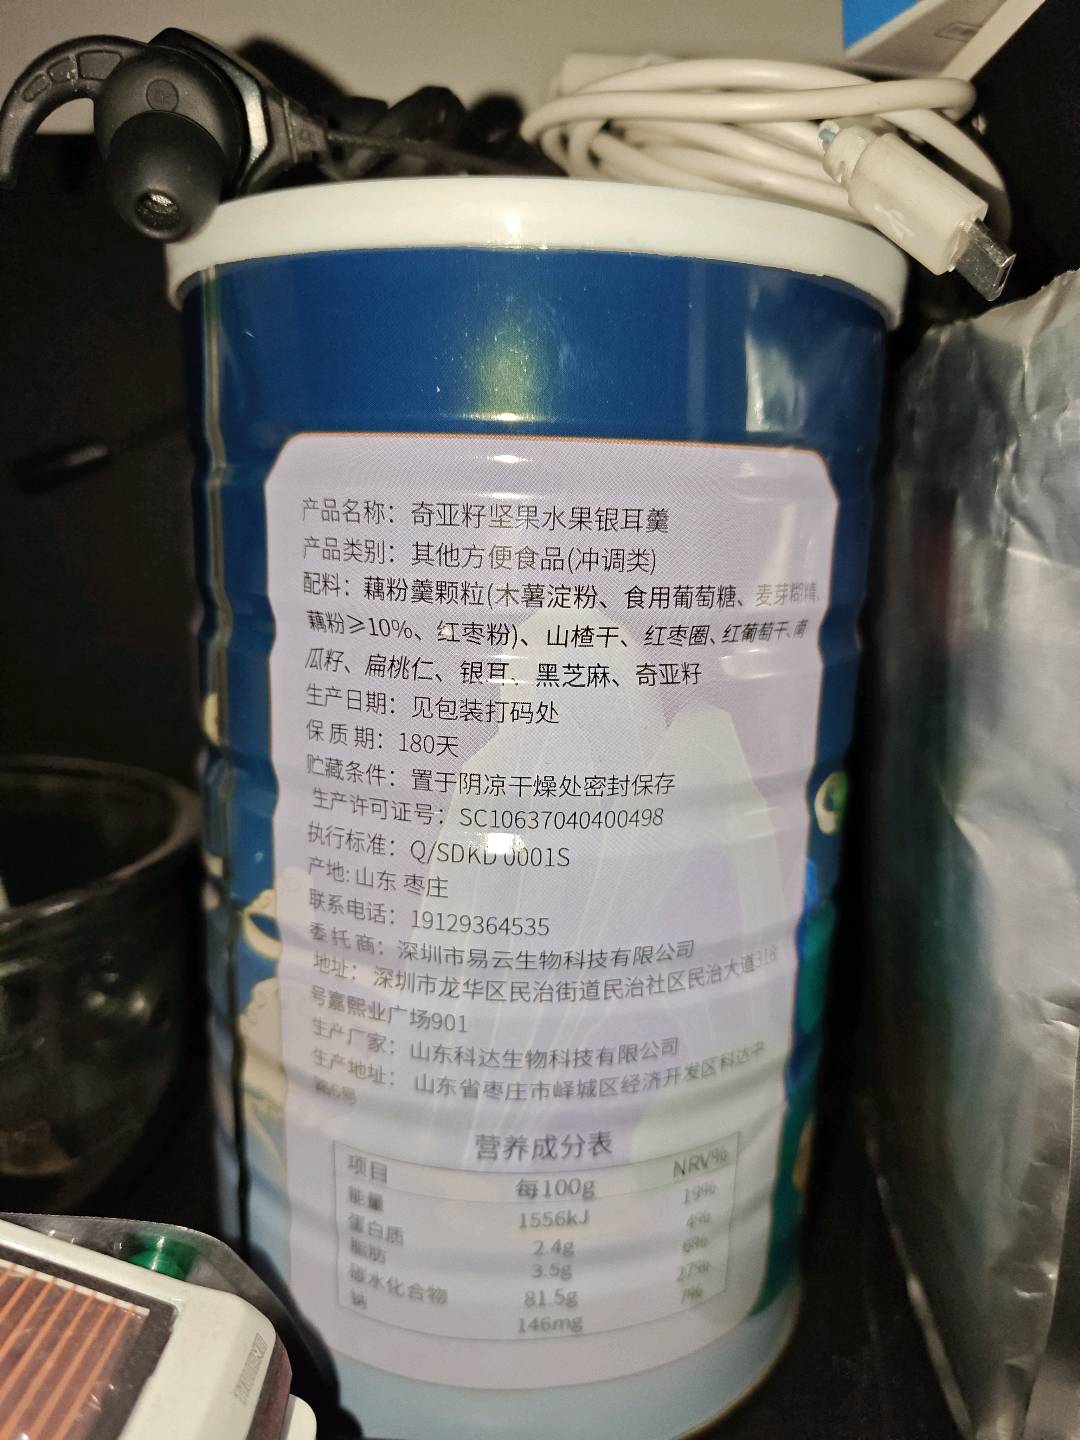 产品名称：奇亚籽坚果水果银耳羹
产品类别：其他方便食品(冲调类)
配料：藕粉羹颗粒(木薯淀粉、食用葡萄糖、麦芽糊精、
藕粉≥10%、红枣粉)、山楂干、红枣圈、红葡萄干、南
瓜籽、扁桃仁、银耳、黑芝麻、奇亚籽
生产日期：见包装打码处
保质期：180天
贮藏条件：置于阴凉干燥处密封保存
生产许可证号：SC10637040400498
执行标准：Q/SDKD 0001S
产地:山东 枣庄
联系电话：19129364535
委托商：深圳市易云生物科技有限公司
地址：深圳市龙华区民治街道民治社区民治大道318
号嘉熙业广场901
生产厂家：山东科达生物科技有限公司
生产地址：山东省枣庄市峄城区经济开发区科达中
营养成分表
项目 每100g NRV%
能量 1556kJ 19%
蛋白质 2.4g 4%
脂肪 3.5g 6%
碳水化合物 81.5g 27%
钠 146mg 7%